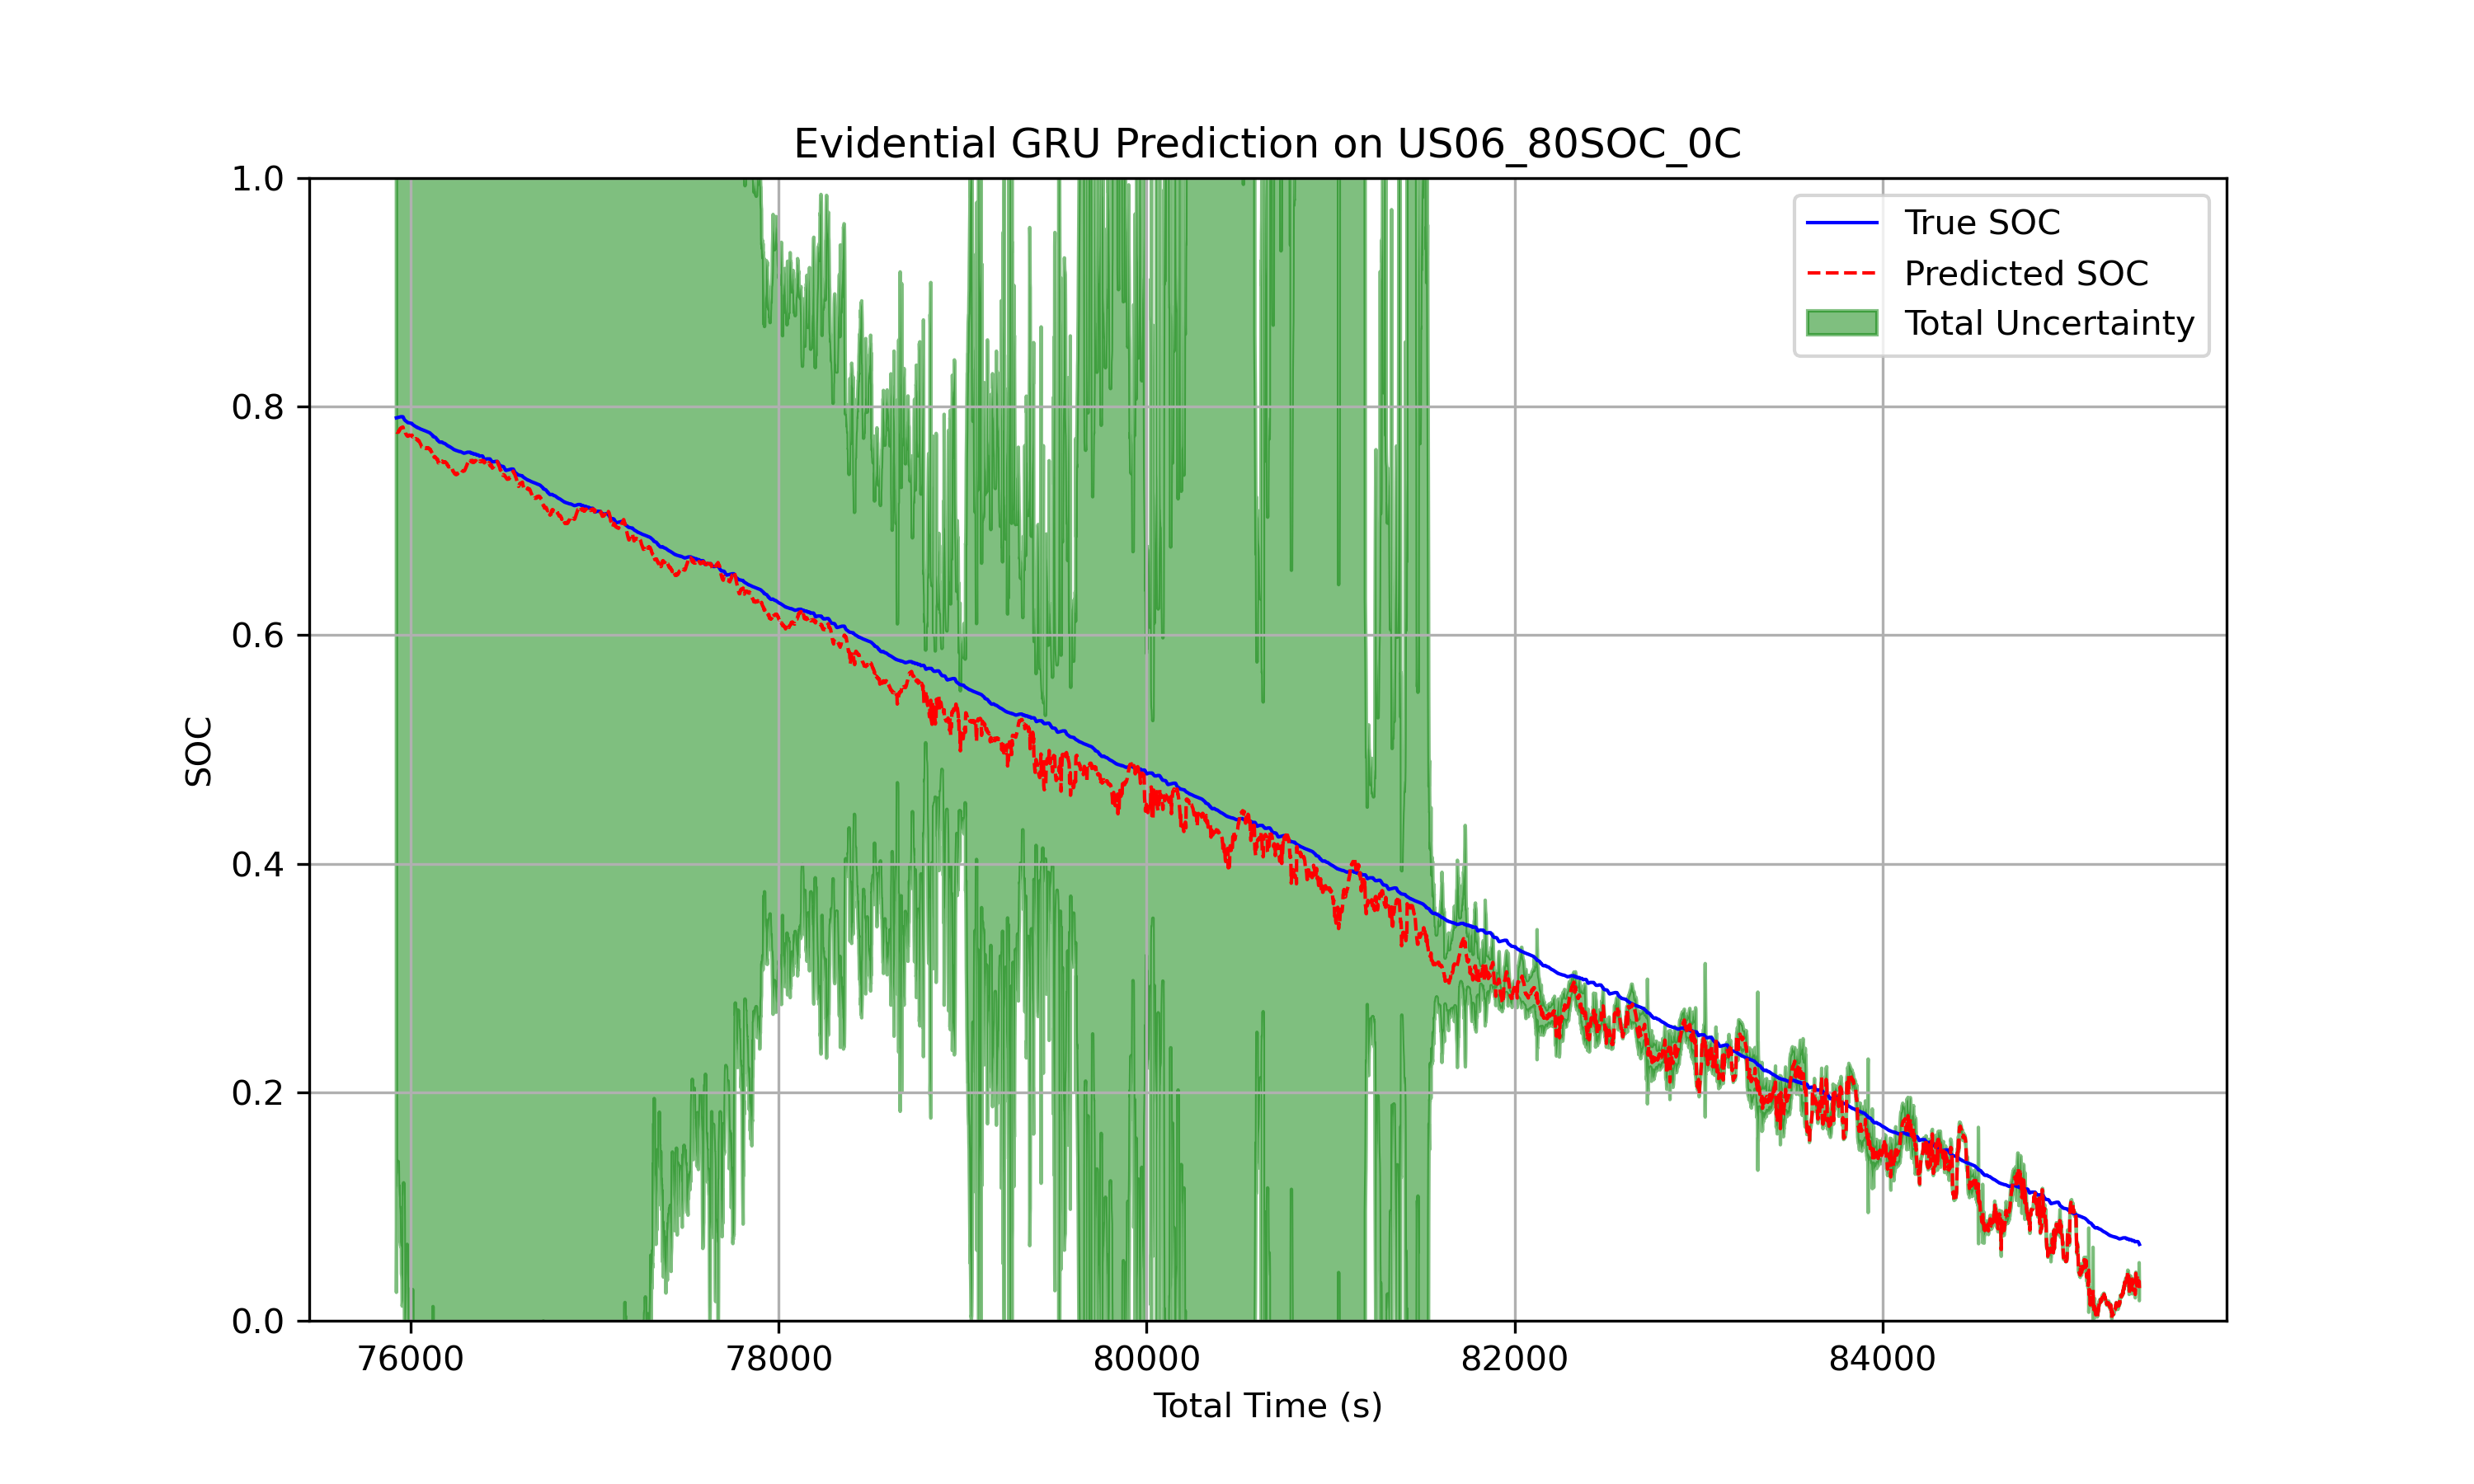 Evidential GRU Prediction on US06_80SOC_0C
1.0
0.8
0.6
0.4
0.2
0.0
SOC
True SOC
Predicted SOC
Total Uncertainty
76000 78000 80000 82000 84000
Total Time (s)